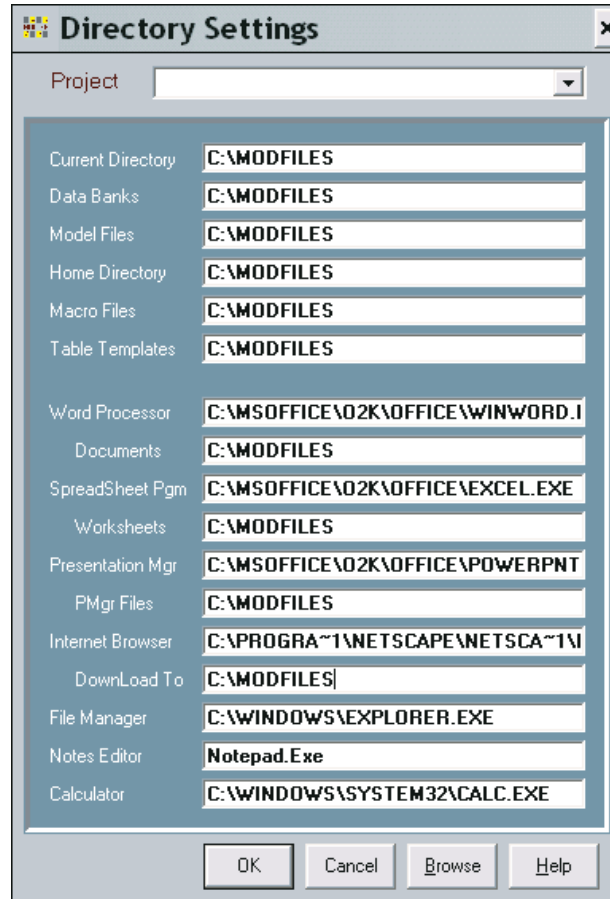 Directory Settings
Project
Current Directory C:\MODFILES
Data Banks C:\MODFILES
Model Files C:\MODFILES
Home Directory C:\MODFILES
Macro Files C:\MODFILES
Table Templates C:\MODFILES
Word Processor C:\MSOFFICE\O2K\OFFICE\WINWORD.
Documents C:\MODFILES
SpreadSheet Pgm C:\MSOFFICE\O2K\OFFICE\EXCEL.EXE
Worksheets C:\MODFILES
Presentation Mgr C:\MSOFFICE\O2K\OFFICE\POWERPNT
PMgr Files C:\MODFILES
Internet Browser C:\PROGRA~1\NETSCAPE\NETSCA~1\
DownLoad To C:\MODFILES
File Manager C:\WINDOWS\EXPLORER.EXE
Notes Editor Notepad.Exe
Calculator C:\WINDOWS\SYSTEM32\CALC.EXE
OK Cancel Browse Help